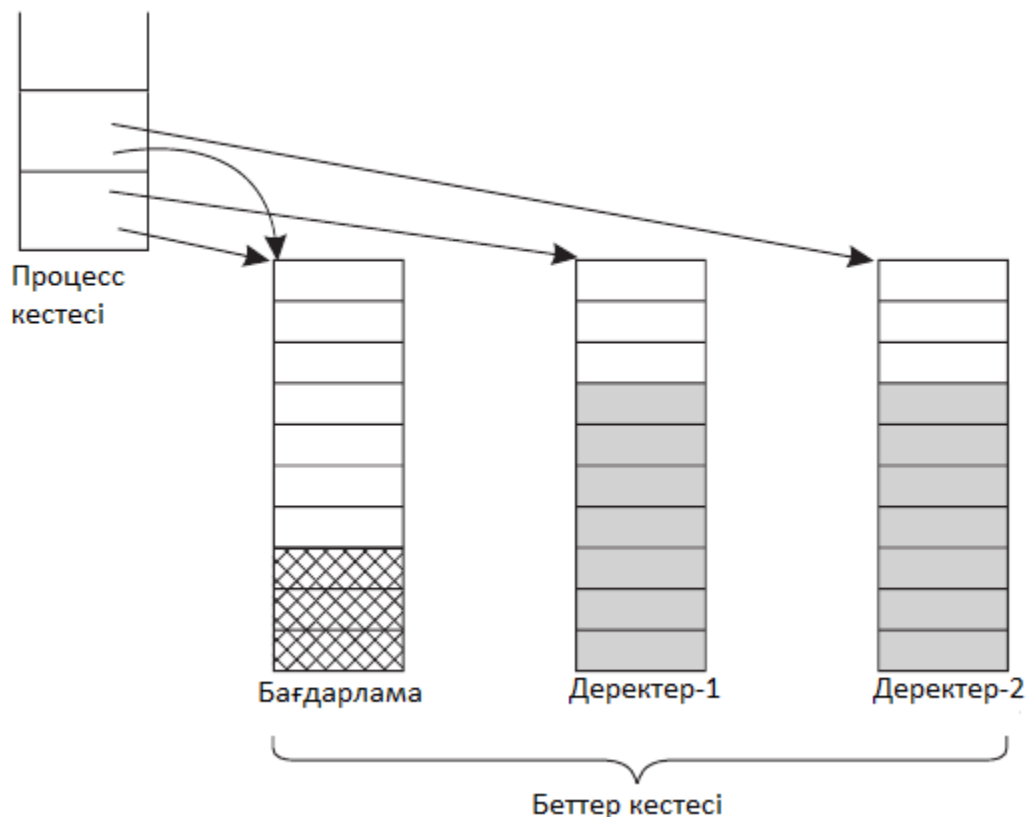 Процесс
кестесі
Бағдарлама
Деректер-1
Деректер-2
Беттер кестесі